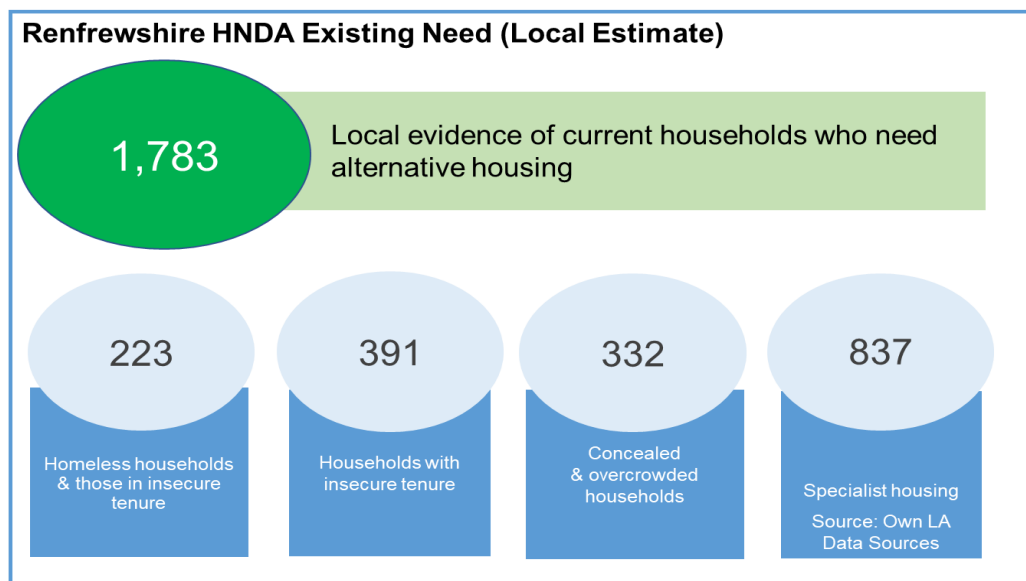 Renfrewshire HNDA Existing Need (Local Estimate)
1,783
Local evidence of current households who need
alternative housing
223
391
332
837
Homeless households
& those in insecure
tenure
Households with
insecure tenure
Concealed
& overcrowded
households
Specialist housing
Source: Own LA
Data Sources